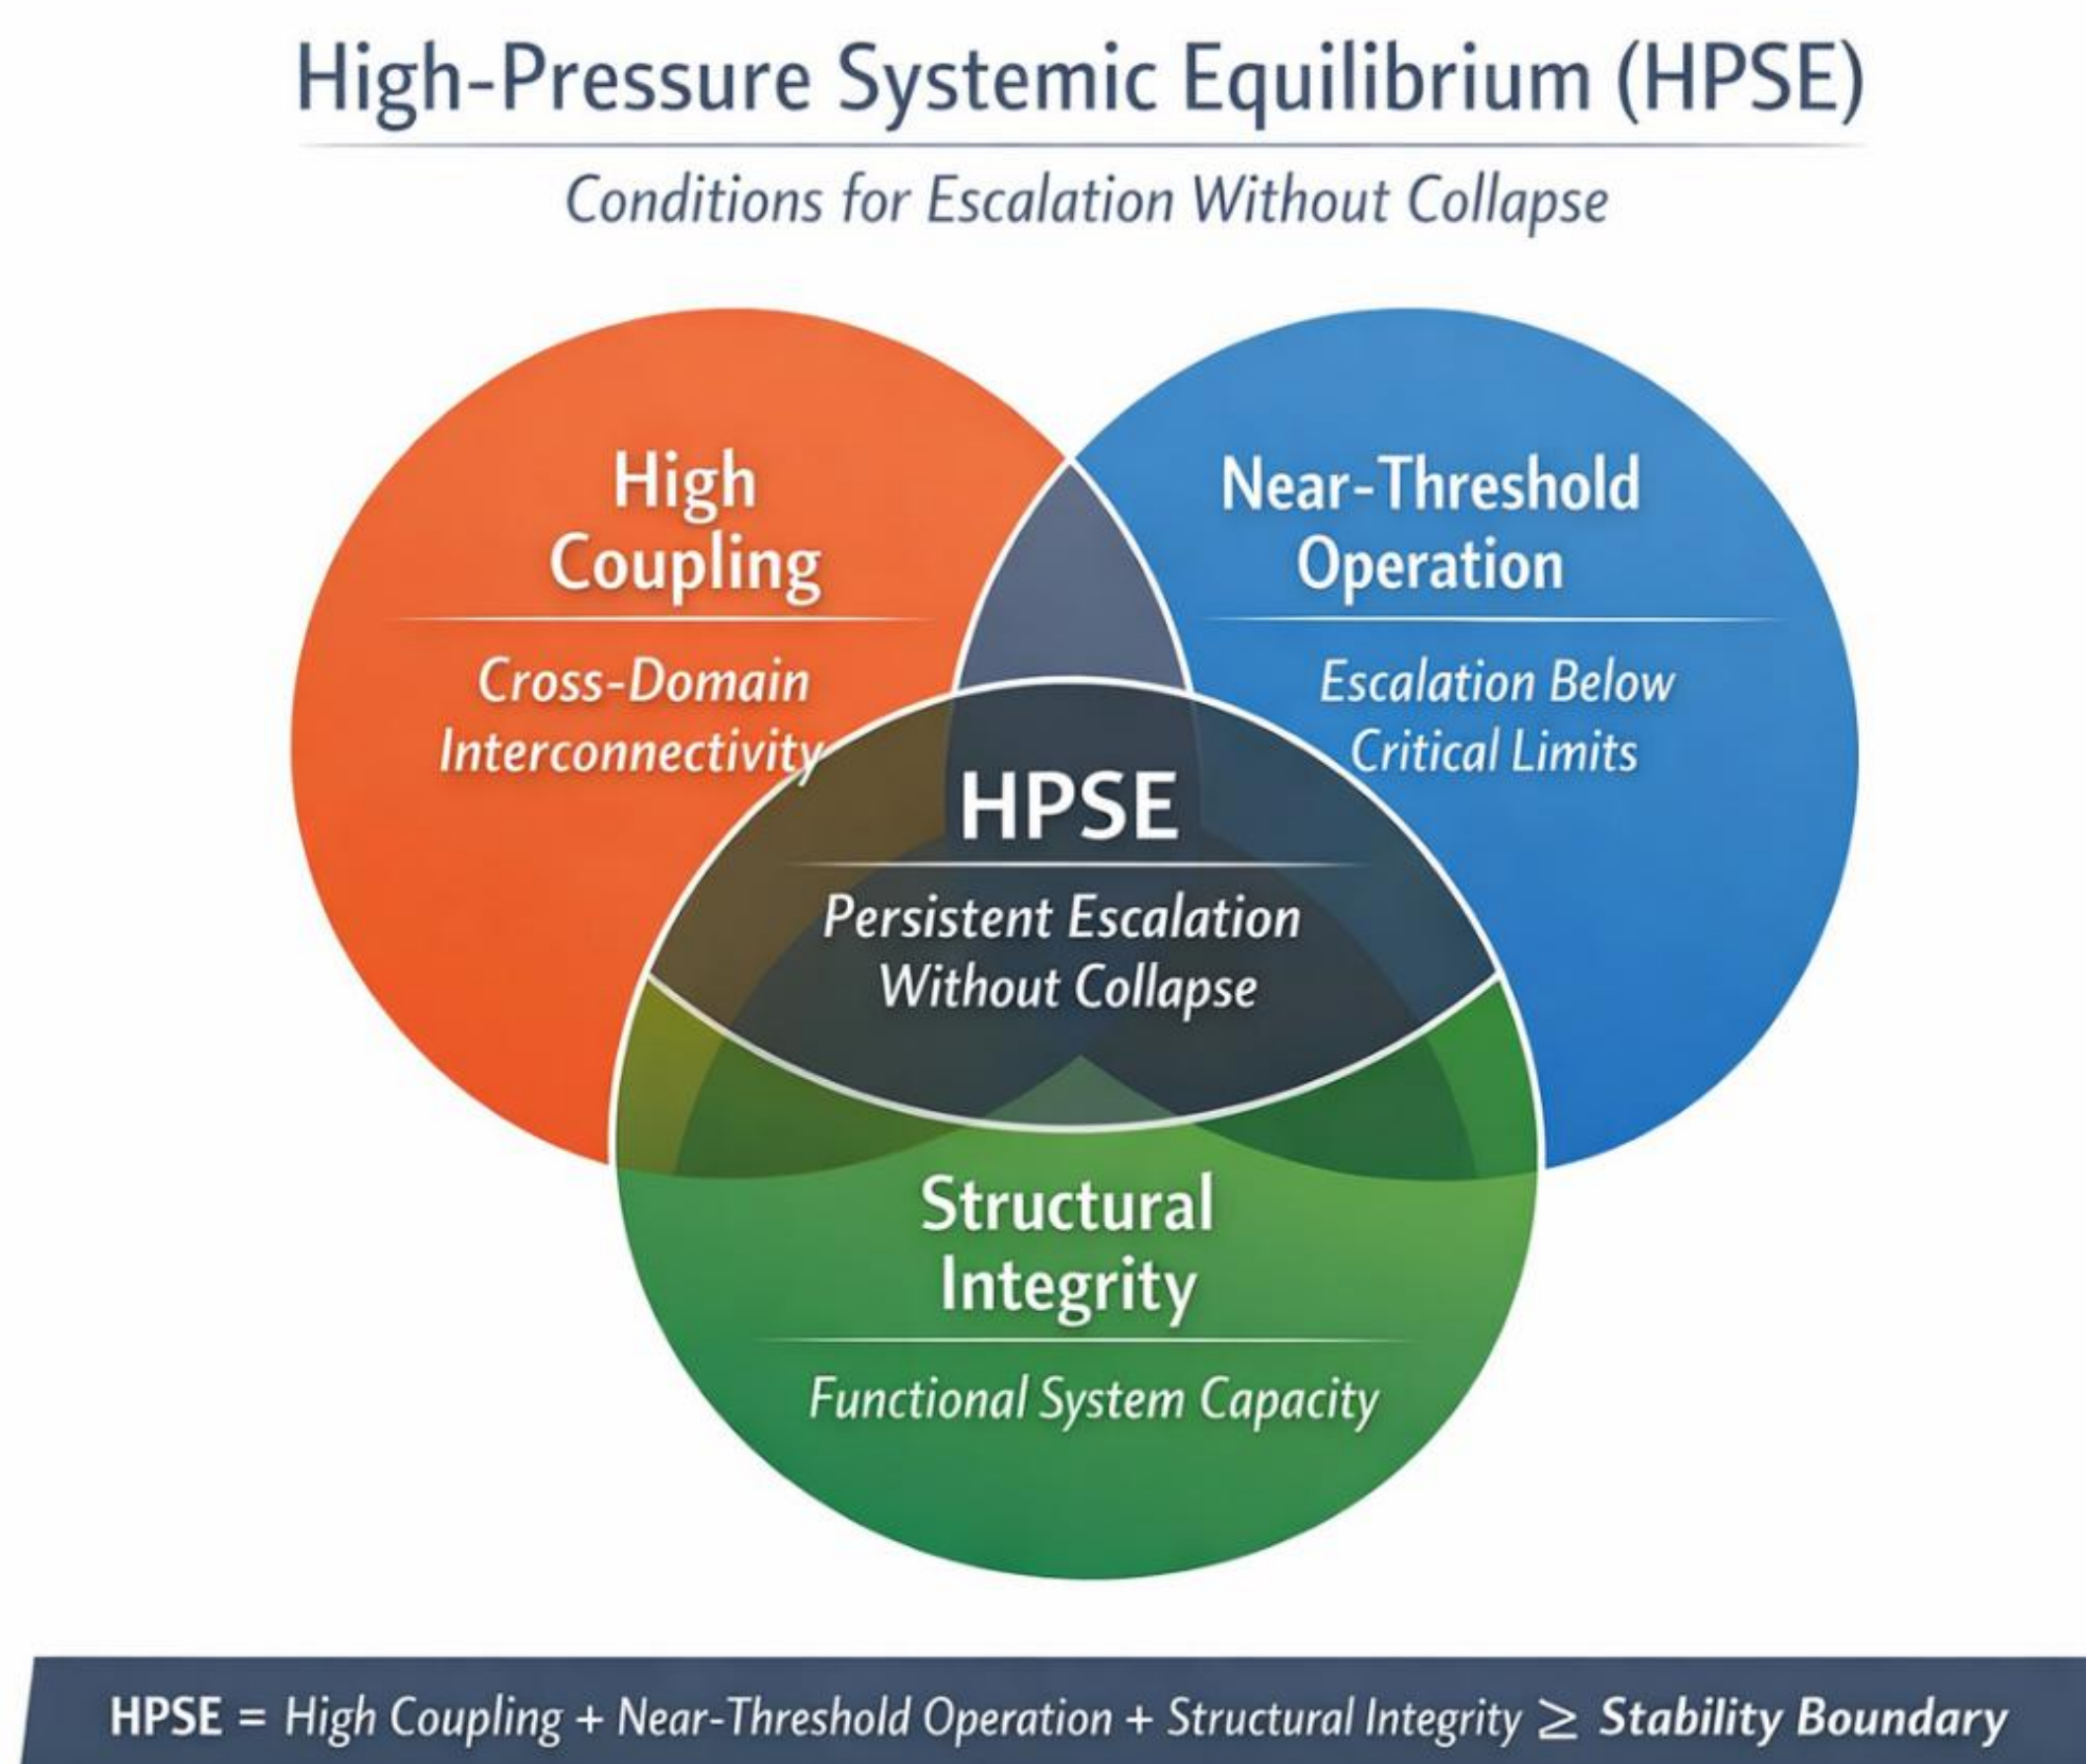 High-Pressure Systemic Equilibrium (HPSE)
Conditions for Escalation Without Collapse
High
Coupling
Cross-Domain
Interconnectivity
Near-Threshold
Operation
Escalation Below
Critical Limits
HPSE
Persistent Escalation
Without Collapse
Structural
Integrity
Functional System Capacity
HPSE = High Coupling + Near-Threshold Operation + Structural Integrity ≥ Stability Boundary